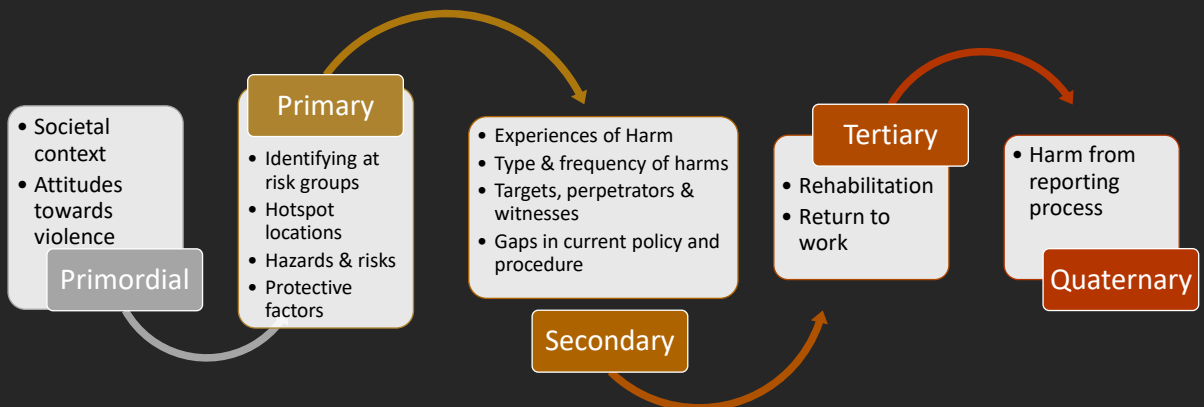 • Societal
context
• Attitudes
towards
violence
Primordial
Primary
• Identifying at
risk groups
• Hotspot
locations
• Hazards & risks
• Protective
factors
• Experiences of Harm
• Type & frequency of harms
• Targets, perpetrators &
witnesses
• Gaps in current policy and
procedure
Secondary
Tertiary
• Rehabilitation
• Return to
work
• Harm from
reporting
process
Quaternary